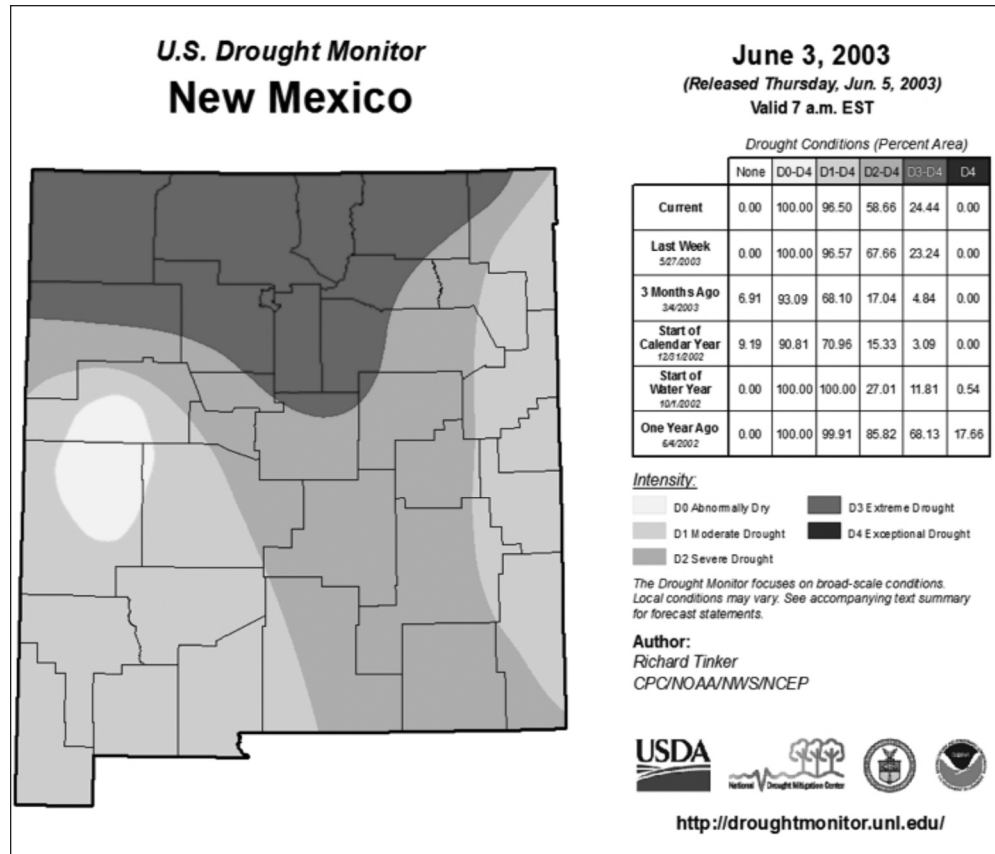 U.S. Drought Monitor
New Mexico
June 3, 2003
(Released Thursday, Jun. 5, 2003)
Valid 7 a.m. EST
Drought Conditions (Percent Area)
None D0-D4 D1-D4 D2-D4 D3-D4 D4
Current 0.00 100.00 96.50 58.66 24.44 0.00
Last Week
5/27/2003 0.00 100.00 96.57 67.66 23.24 0.00
3 Months Ago
3/4/2003 6.91 93.09 68.10 17.04 4.84 0.00
Start of
Calendar Year
12/31/2002 9.19 90.81 70.96 15.33 3.09 0.00
Start of
Water Year
10/1/2002 0.00 100.00 100.00 27.01 11.81 0.54
One Year Ago
6/4/2002 0.00 100.00 99.91 85.82 68.13 17.66
Intensity:
D0 Abnormally Dry
D1 Moderate Drought
D2 Severe Drought
D3 Extreme Drought
D4 Exceptional Drought
The Drought Monitor focuses on broad-scale conditions.
Local conditions may vary. See accompanying text summary
for forecast statements.
Author:
Richard Tinker
CPC/NOAA/NWS/NCEP
USDA
National Drought Mitigation Center
http://droughtmonitor.unl.edu/